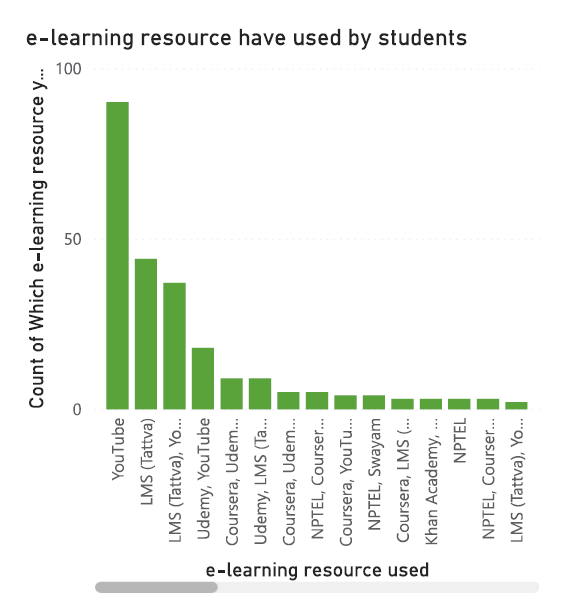 e-learning resource have used by students
Count of Which e-learning resource y...
100
50
0
YouTube
LMS (Tattva)
LMS (Tattva), Yo...
Udemy, YouTube
Coursera, Udem...
Udemy, LMS (Ta...
Coursera, Udem...
NPTEL, Courser...
Coursera, YouTu...
NPTEL, Swayam
Coursera, LMS (...
Khan Academy, ...
NPTEL
NPTEL, Courser...
LMS (Tattva), Yo...
e-learning resource used